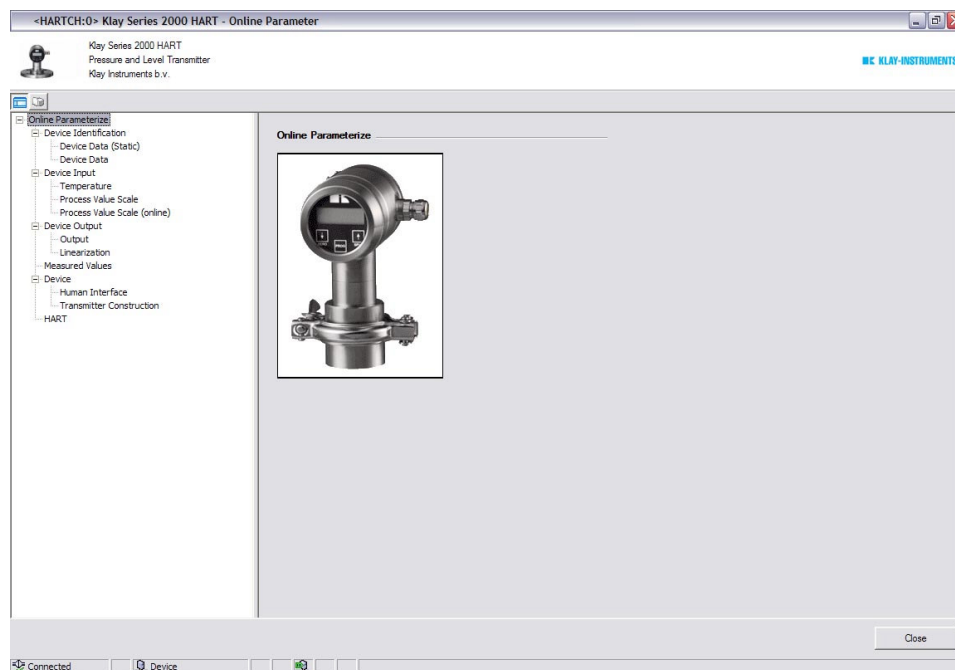 <HARTCH:0> Klay Series 2000 HART - Online Parameter
Klay Series 2000 HART
Pressure and Level Transmitter
Klay Instruments b.v.
KLAY-INSTRUMENTS
Online Parameterize
Device Identification
Device Data (Static)
Device Data
Device Input
Temperature
Process Value Scale
Process Value Scale (online)
Device Output
Output
Linearization
Measured Values
Device
Human Interface
Transmitter Construction
HART
Online Parameterize
Close
Connected
Device